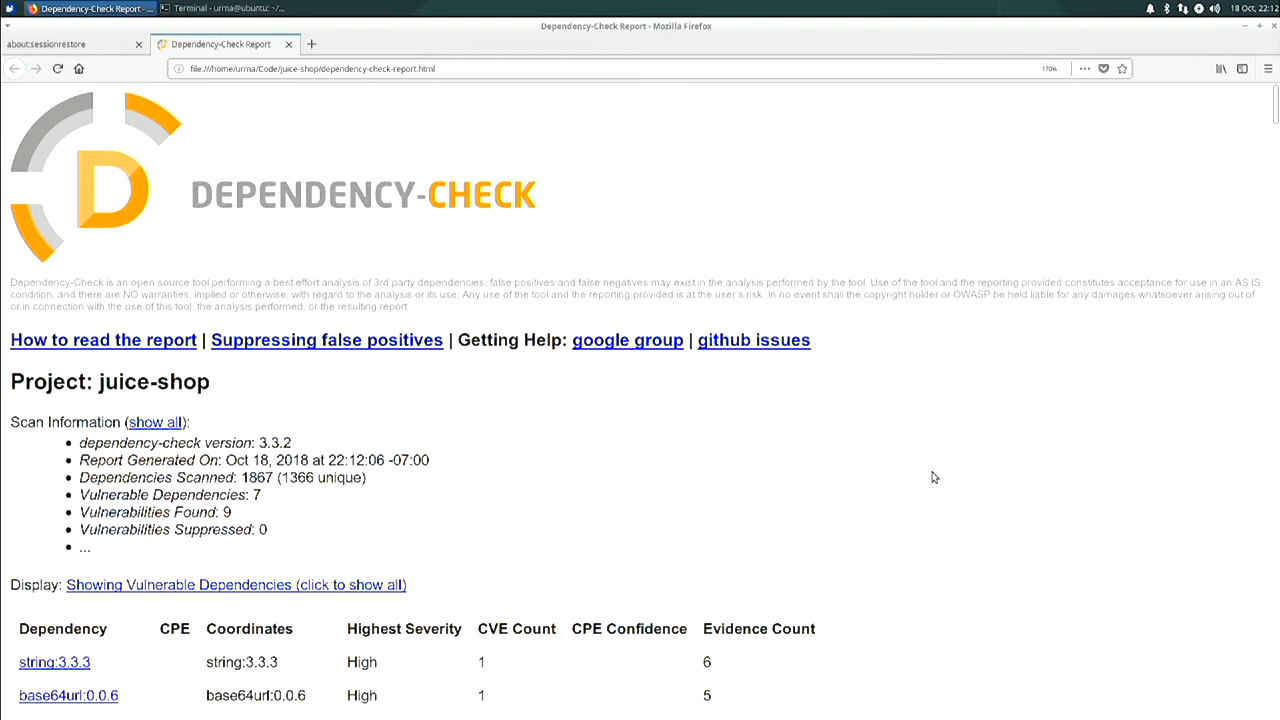 Dependency-Check Report - ...
Terminal - urma@ubuntu: ~/...
18 Oct, 22:12
Dependency-Check Report - Mozilla Firefox
about:sessionrestore
Dependency-Check Report
file:///home/urma/Code/juice-shop/dependency-check-report.html
170%
D
DEPENDENCY-CHECK
Dependency-Check is an open source tool performing a best effort analysis of 3rd party dependencies; false positives and false negatives may exist in the analysis performed by the tool. Use of the tool and the reporting provided constitutes acceptance for use in an AS IS
condition, and there are NO warranties, implied or otherwise, with regard to the analysis or its use. Any use of the tool and the reporting provided is at the user's risk. In no event shall the copyright holder or OWASP be held liable for any damages whatsoever arising out of
or in connection with the use of this tool, the analysis performed, or the resulting report.
How to read the report | Suppressing false positives | Getting Help: google group | github issues
Project: juice-shop
Scan Information (show all):
dependency-check version: 3.3.2
Report Generated On: Oct 18, 2018 at 22:12:06 -07:00
Dependencies Scanned: 1867 (1366 unique)
Vulnerable Dependencies: 7
Vulnerabilities Found: 9
Vulnerabilities Suppressed: 0
...
Display: Showing Vulnerable Dependencies (click to show all)
Dependency CPE Coordinates Highest Severity CVE Count CPE Confidence Evidence Count
string:3.3.3 string:3.3.3 High 1 6
base64url:0.0.6 base64url:0.0.6 High 1 5